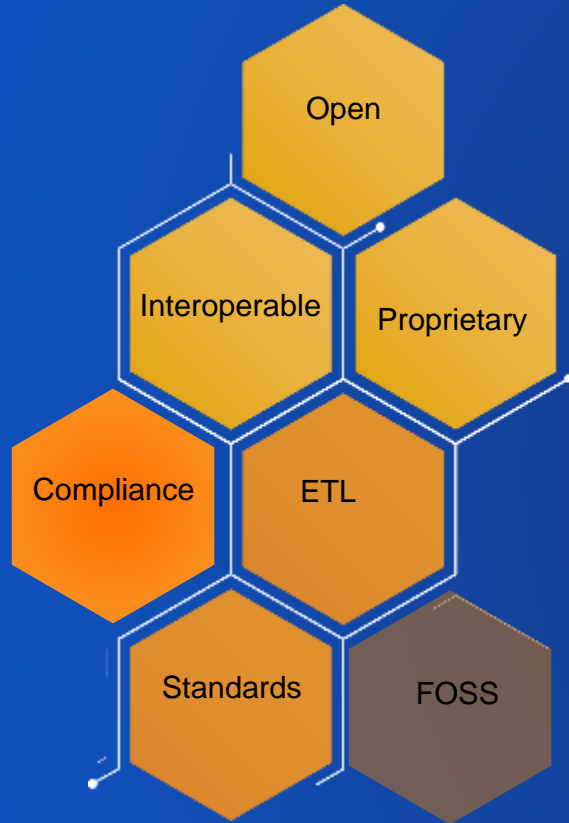 Open
Interoperable
Proprietary
Compliance
ETL
Standards
FOSS